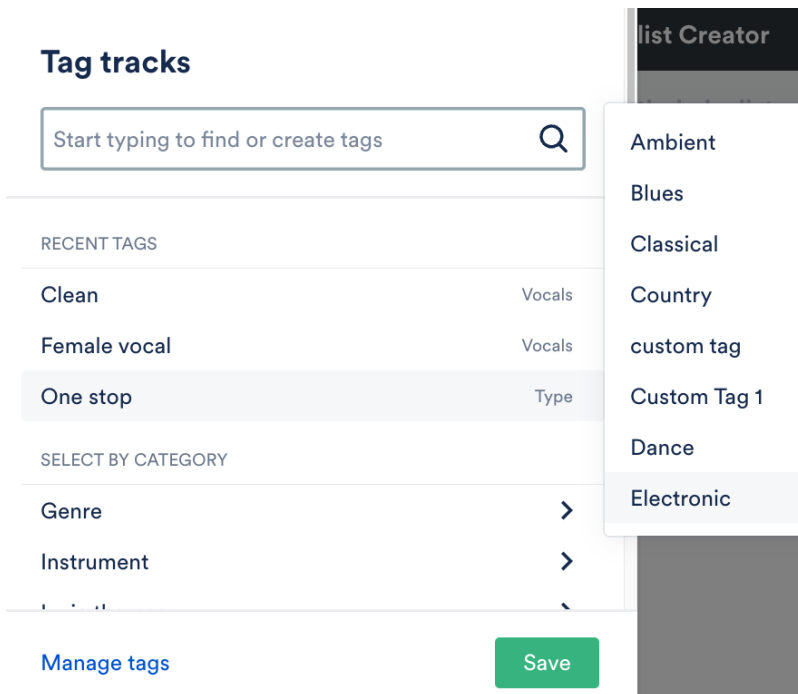 Tag tracks
Start typing to find or create tags
RECENT TAGS
Clean Vocals
Female vocal Vocals
One stop Type
SELECT BY CATEGORY
Genre
Instrument
Manage tags
Save
list Creator
Ambient
Blues
Classical
Country
custom tag
Custom Tag 1
Dance
Electronic